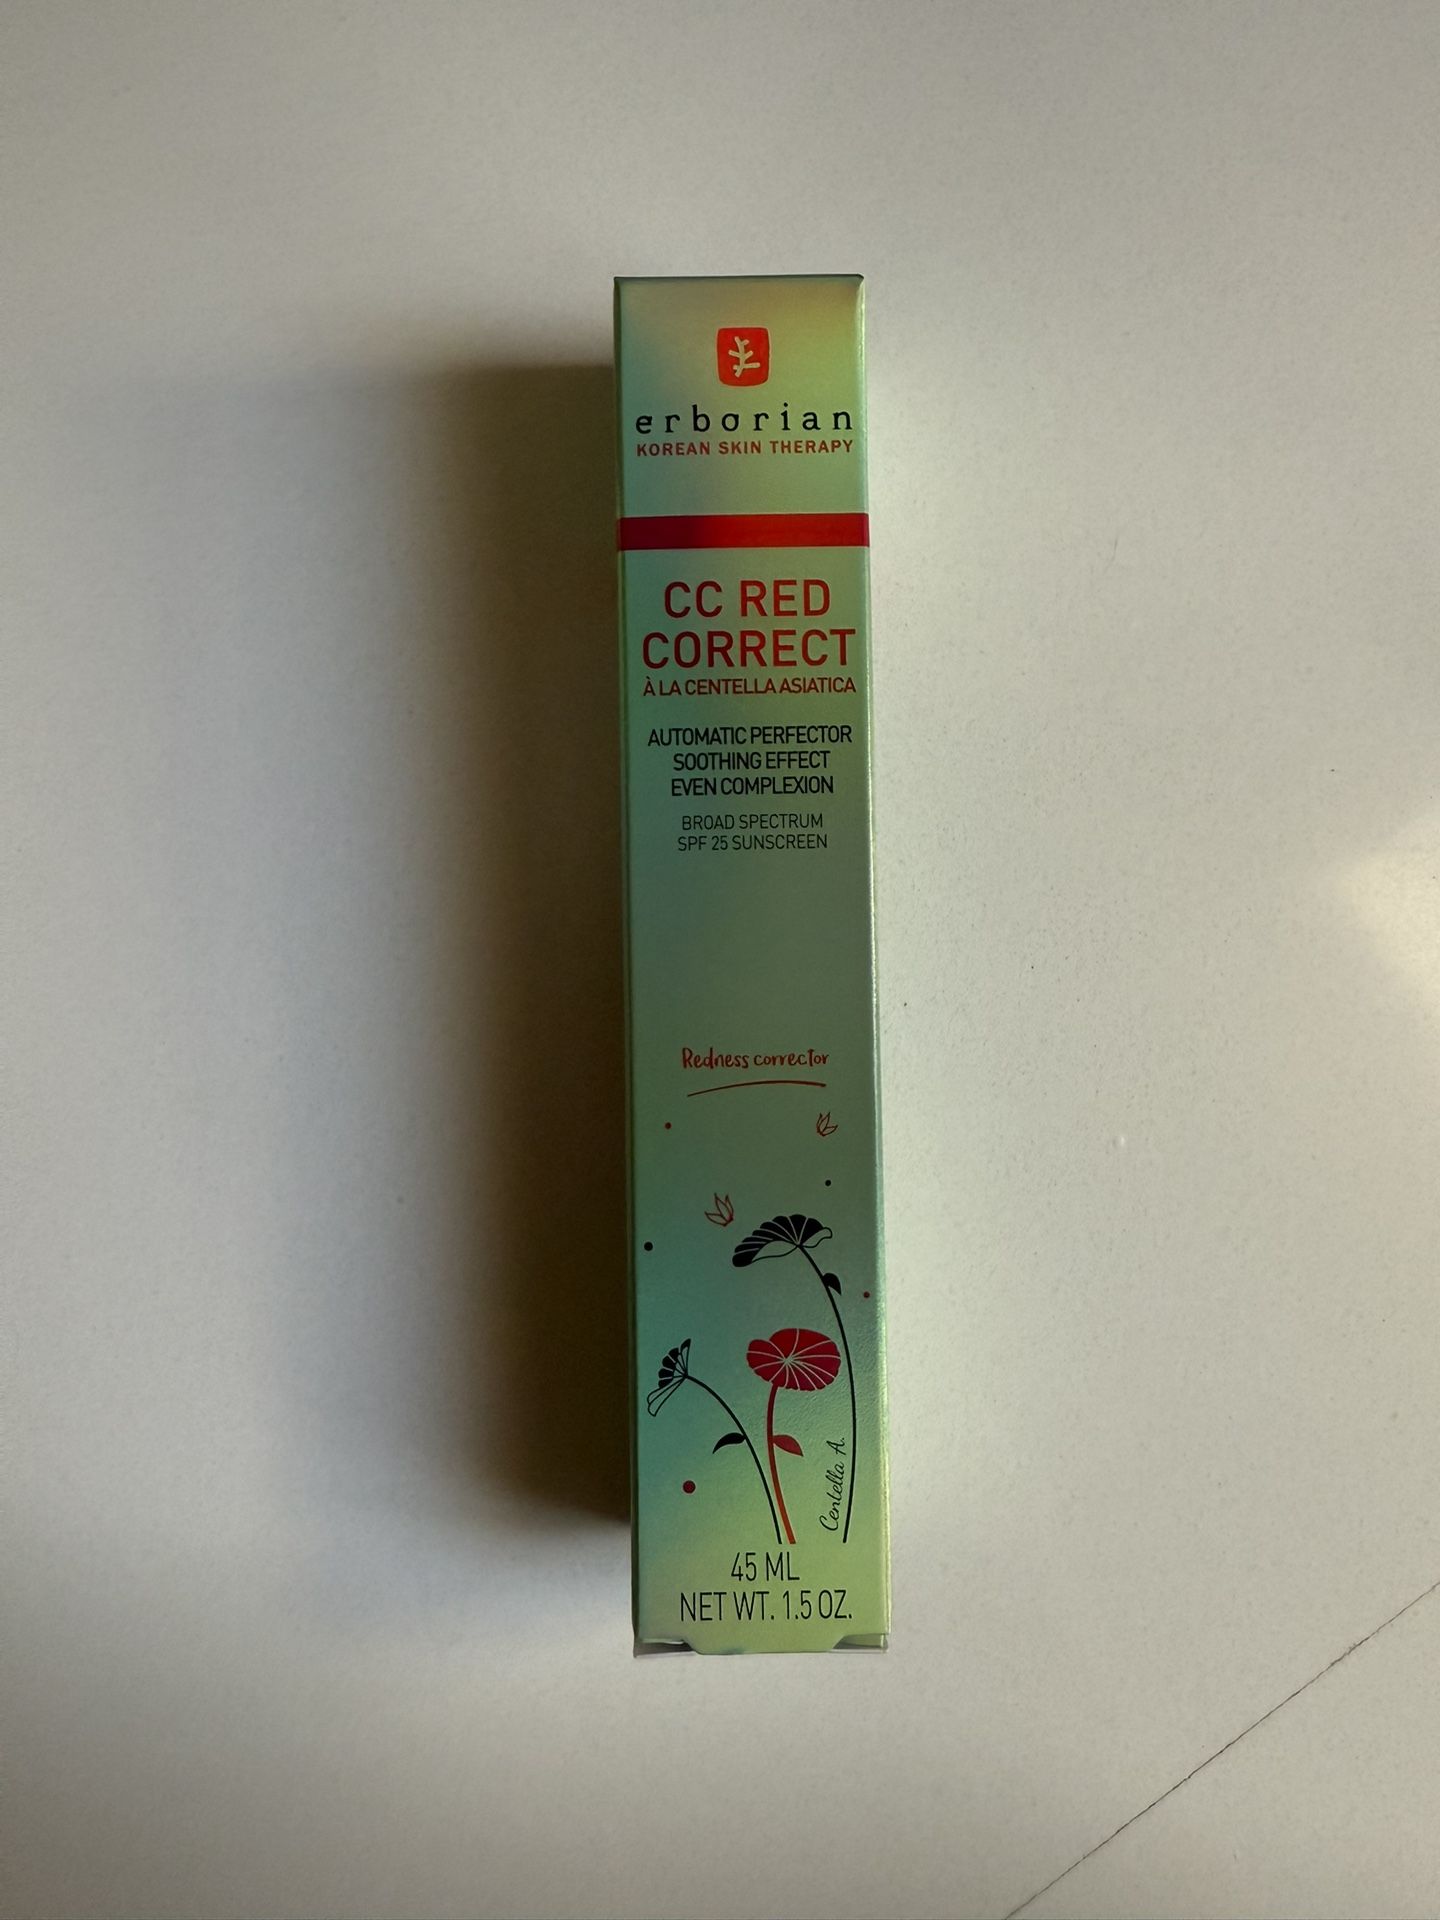 erborian
KOREAN SKIN THERAPY
CC RED
CORRECT
À LA CENTELLA ASIATICA
AUTOMATIC PERFECTOR
SOOTHING EFFECT
EVEN COMPLEXION
BROAD SPECTRUM
SPF 25 SUNSCREEN
Redness corrector
Centella A.
45 ML
NET WT. 1.5 OZ.